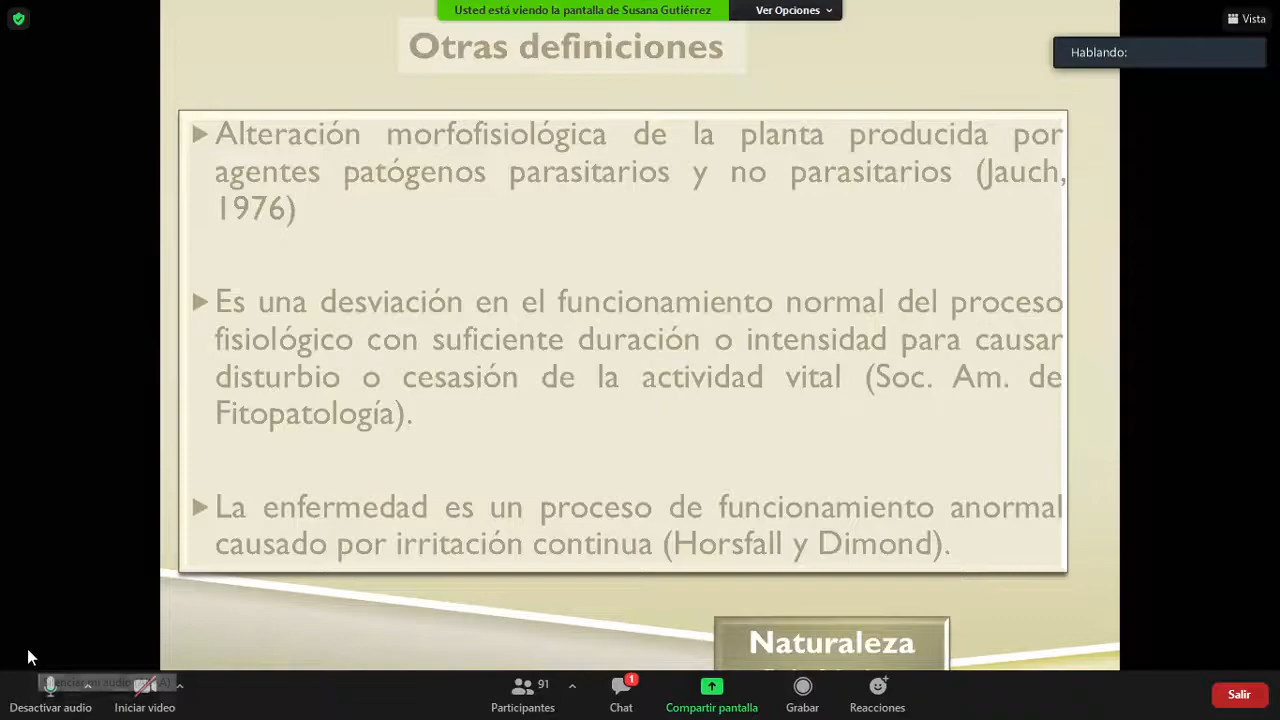 Usted está viendo la pantalla de Susana Gutiérrez
Ver Opciones
Vista
Otras definiciones
Hablando:
Alteración morfofisiológica de la planta producida por
agentes patógenos parasitarios y no parasitarios (Jauch,
1976)
Es una desviación en el funcionamiento normal del proceso
fisiológico con suficiente duración o intensidad para causar
disturbio o cesasión de la actividad vital (Soc. Am. de
Fitopatología).
La enfermedad es un proceso de funcionamiento anormal
causado por irritación continua (Horsfall y Dimond).
Naturaleza
mi audio
91
1
Desactivar audio
Iniciar video
Participantes
Chat
Compartir pantalla
Grabar
Reacciones
Salir